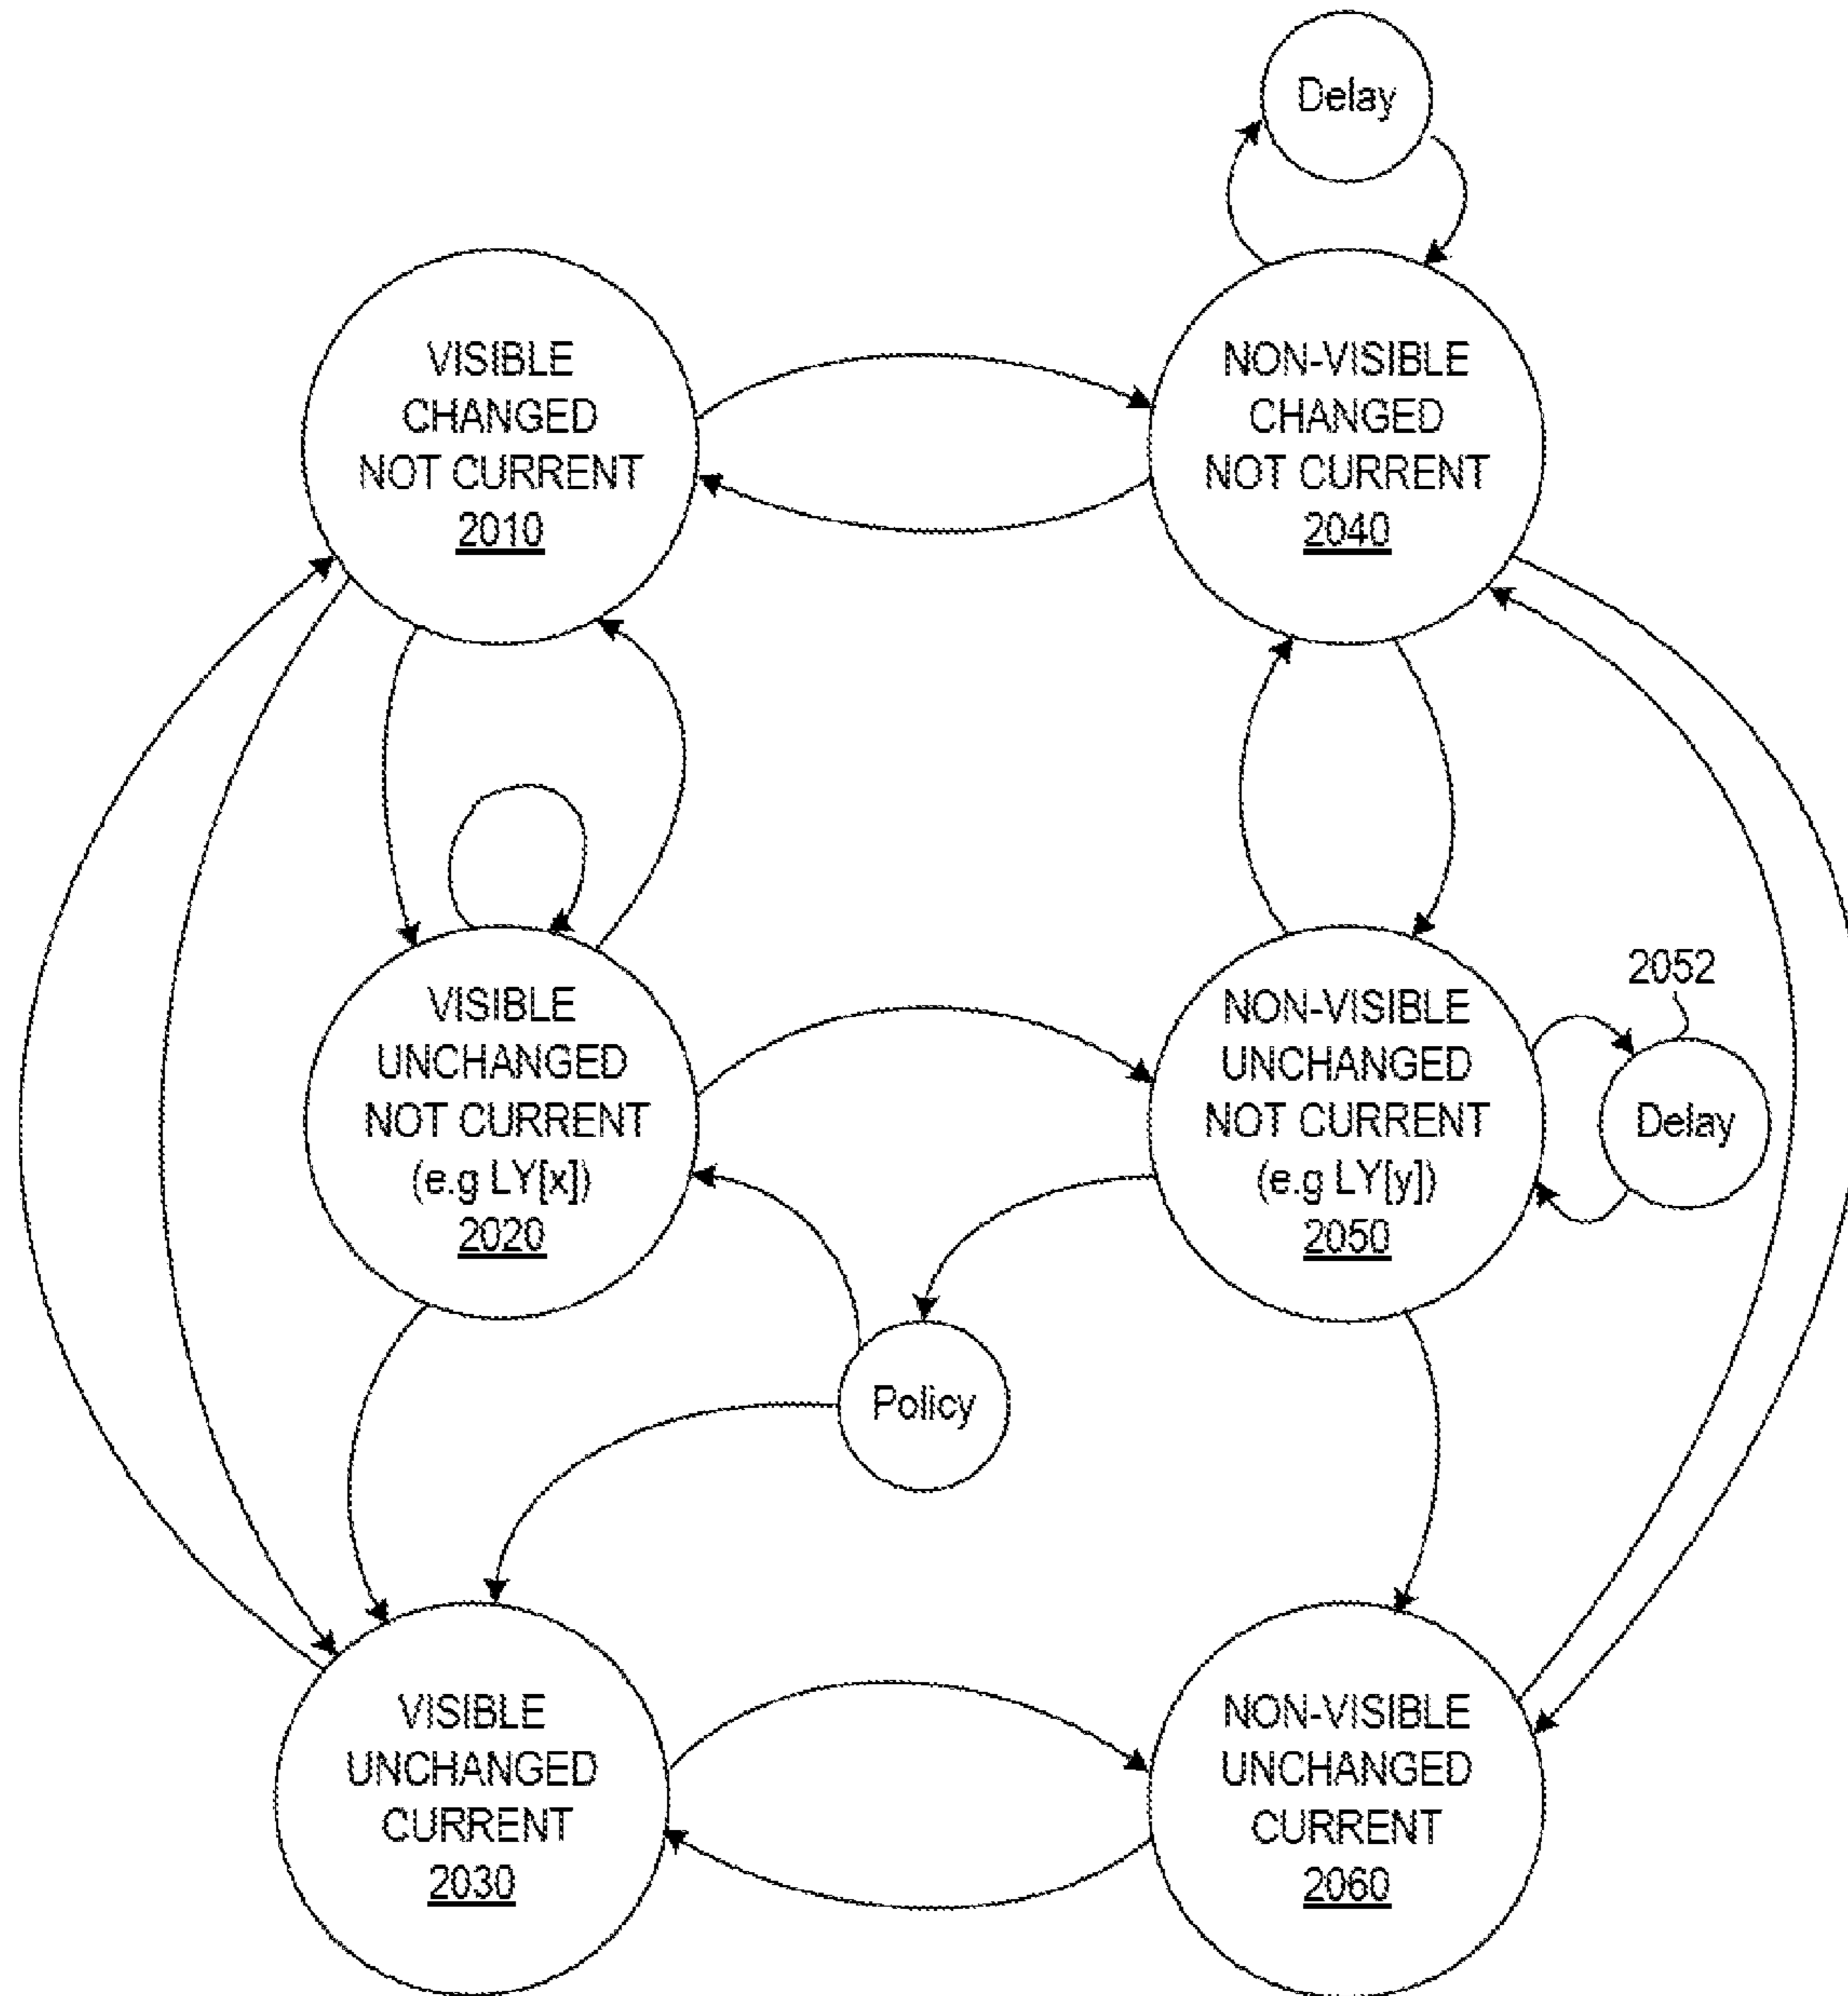 Delay
VISIBLE
CHANGED
NOT CURRENT
2010
NON-VISIBLE
CHANGED
NOT CURRENT
2040
VISIBLE
UNCHANGED
NOT CURRENT
(e.g LY[x])
2020
NON-VISIBLE
UNCHANGED
NOT CURRENT
(e.g LY[y])
2050
2052
Delay
Policy
VISIBLE
UNCHANGED
CURRENT
2030
NON-VISIBLE
UNCHANGED
CURRENT
2060